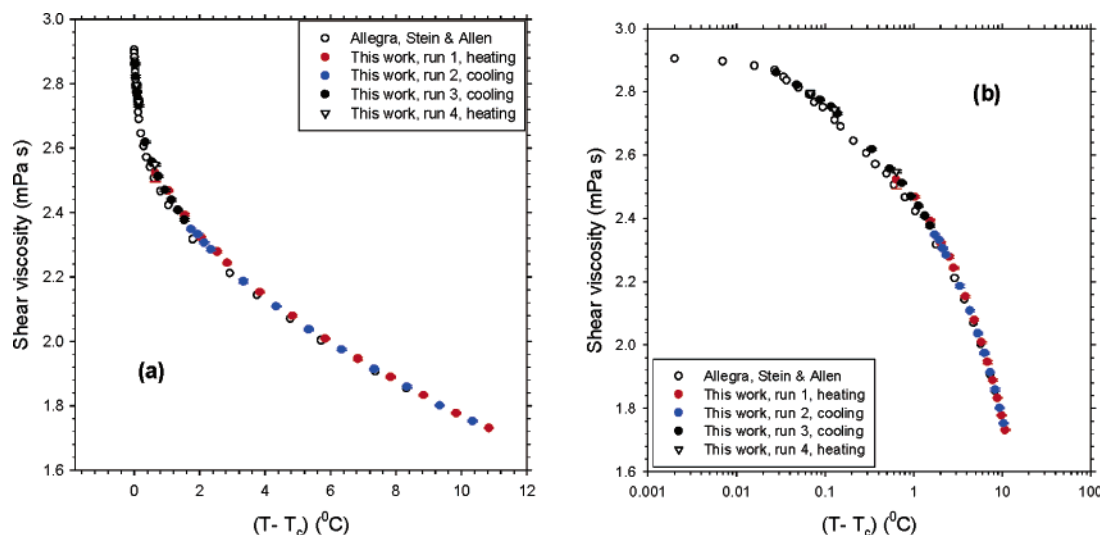 3.0
2.8
2.6
2.4
2.2
2.0
1.8
1.6
Shear viscosity (mPa s)
Allegra, Stein & Allen
This work, run 1, heating
This work, run 2, cooling
This work, run 3, cooling
This work, run 4, heating
(a)
0 2 4 6 8 10 12
(T- Tc) (⁰C)
3.0
2.8
2.6
2.4
2.2
2.0
1.8
1.6
Shear viscosity (mPa s)
(b)
Allegra, Stein & Allen
This work, run 1, heating
This work, run 2, cooling
This work, run 3, cooling
This work, run 4, heating
0.001 0.01 0.1 1 10 100
(T- Tc) (⁰C)